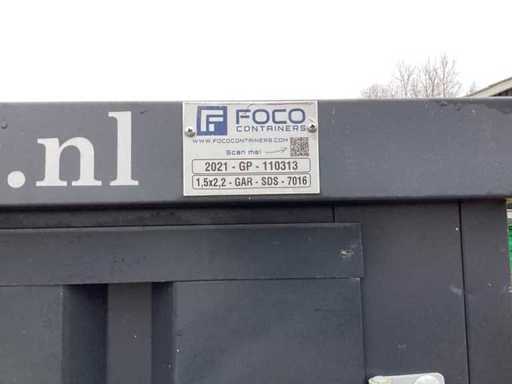 .nl
FOCO
CONTAINERS
WWW.FOCOCONTAINERS.COM
Scan me!
2021 - GP - 110313
1,5x2,2 - GAR - SDS - 7016